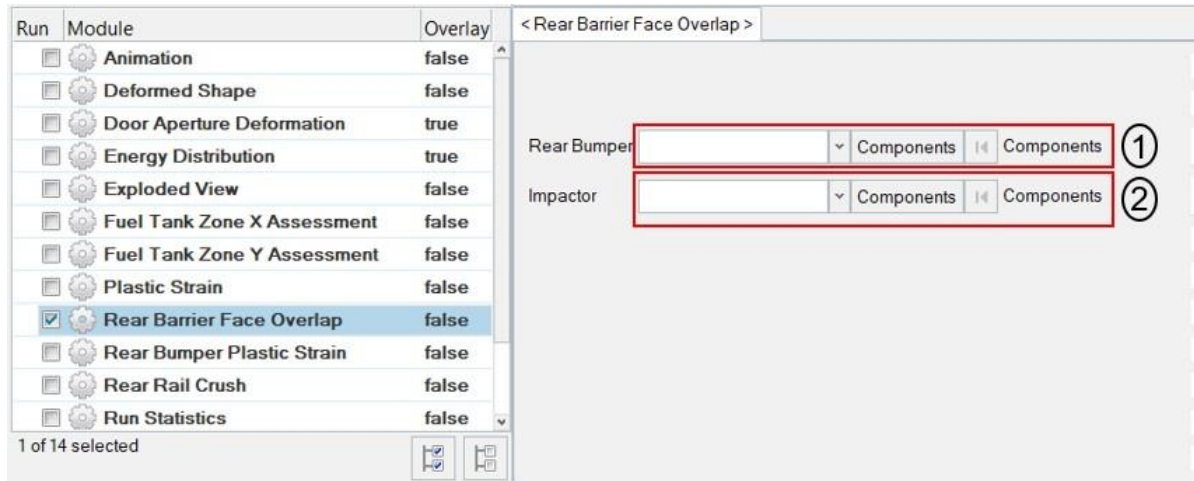 Run Module Overlay
Animation false
Deformed Shape false
Door Aperture Deformation true
Energy Distribution true
Exploded View false
Fuel Tank Zone X Assessment false
Fuel Tank Zone Y Assessment false
Plastic Strain false
Rear Barrier Face Overlap false
Rear Bumper Plastic Strain false
Rear Rail Crush false
Run Statistics false
1 of 14 selected
< Rear Barrier Face Overlap >
Rear Bumper Components Components 1
Impactor Components Components 2